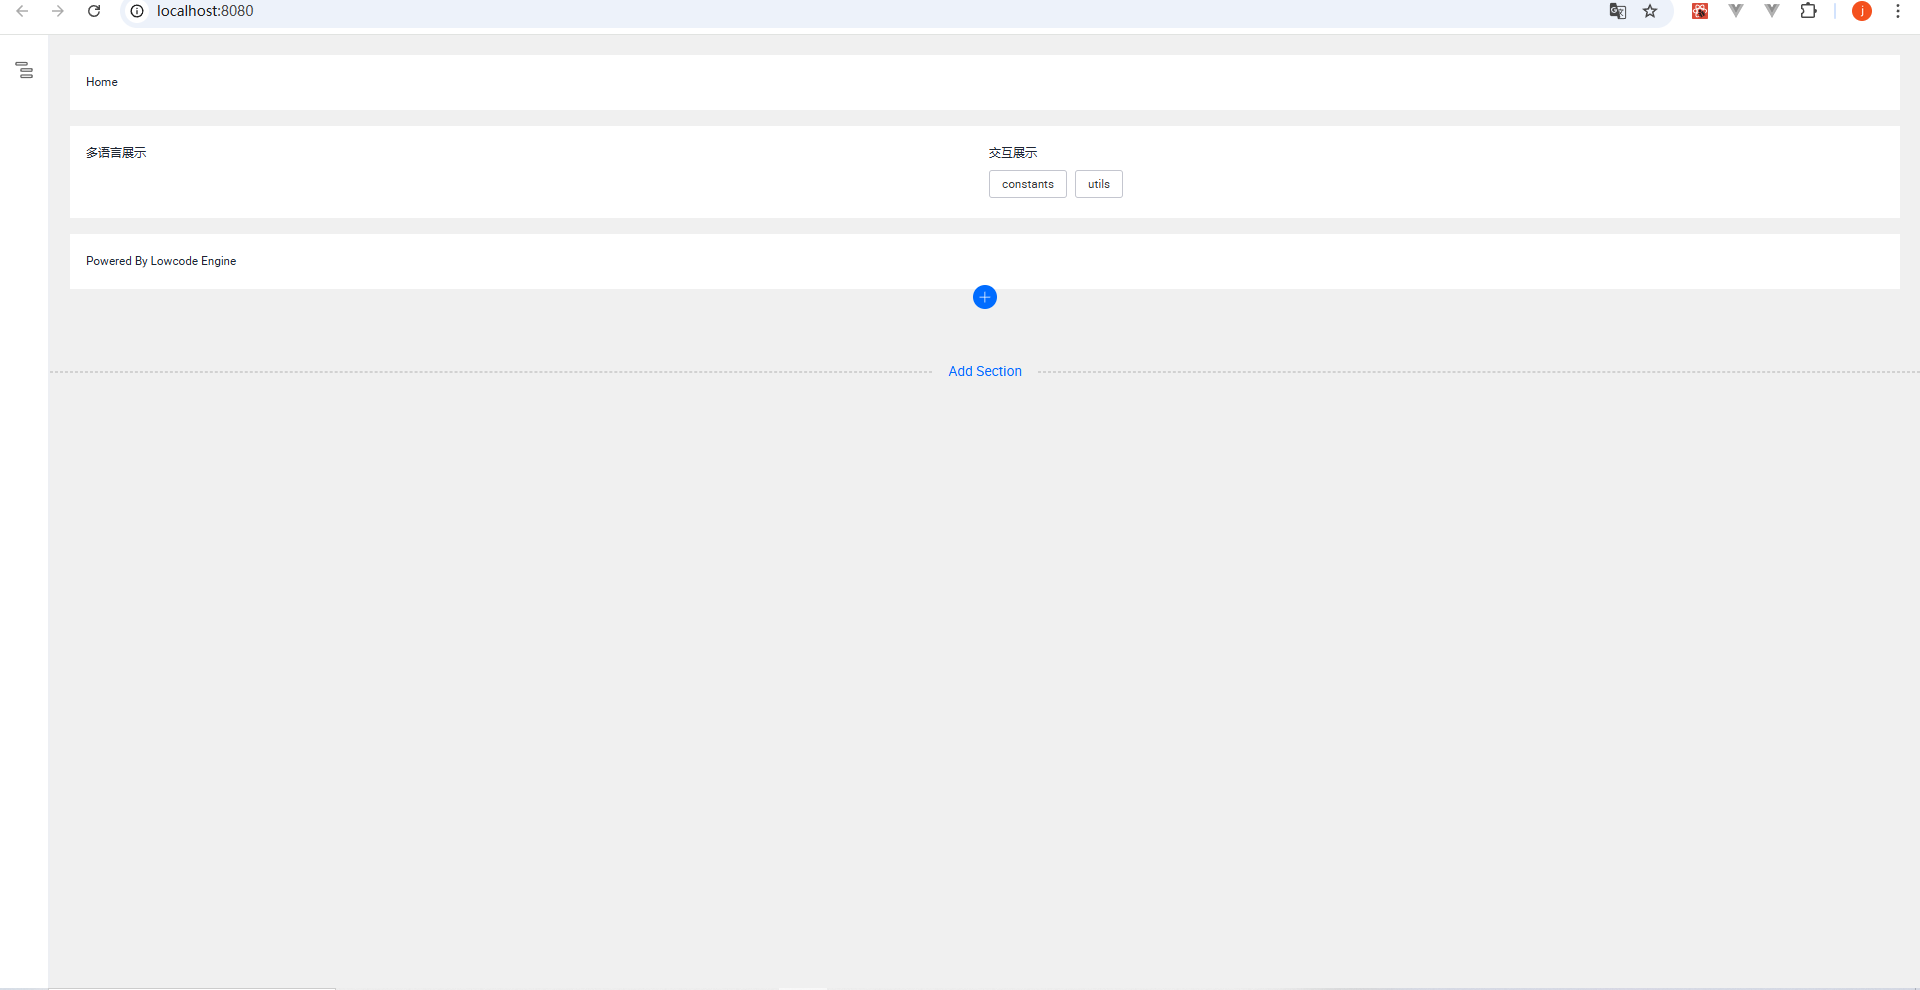 localhost:8080
j
Home
多语言展示
交互展示
constants utils
Powered By Lowcode Engine
Add Section